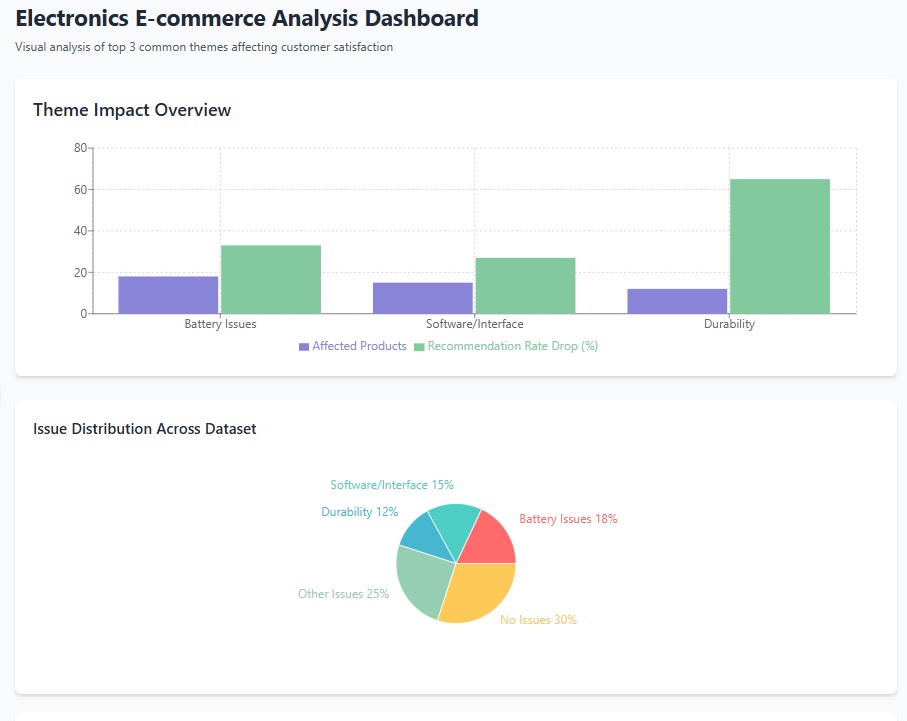 Electronics E-commerce Analysis Dashboard
Visual analysis of top 3 common themes affecting customer satisfaction
Theme Impact Overview
80
60
40
20
0
Battery Issues
Software/Interface
Durability
Affected Products
Recommendation Rate Drop (%)
Issue Distribution Across Dataset
Software/Interface 15%
Durability 12%
Battery Issues 18%
Other Issues 25%
No Issues 30%